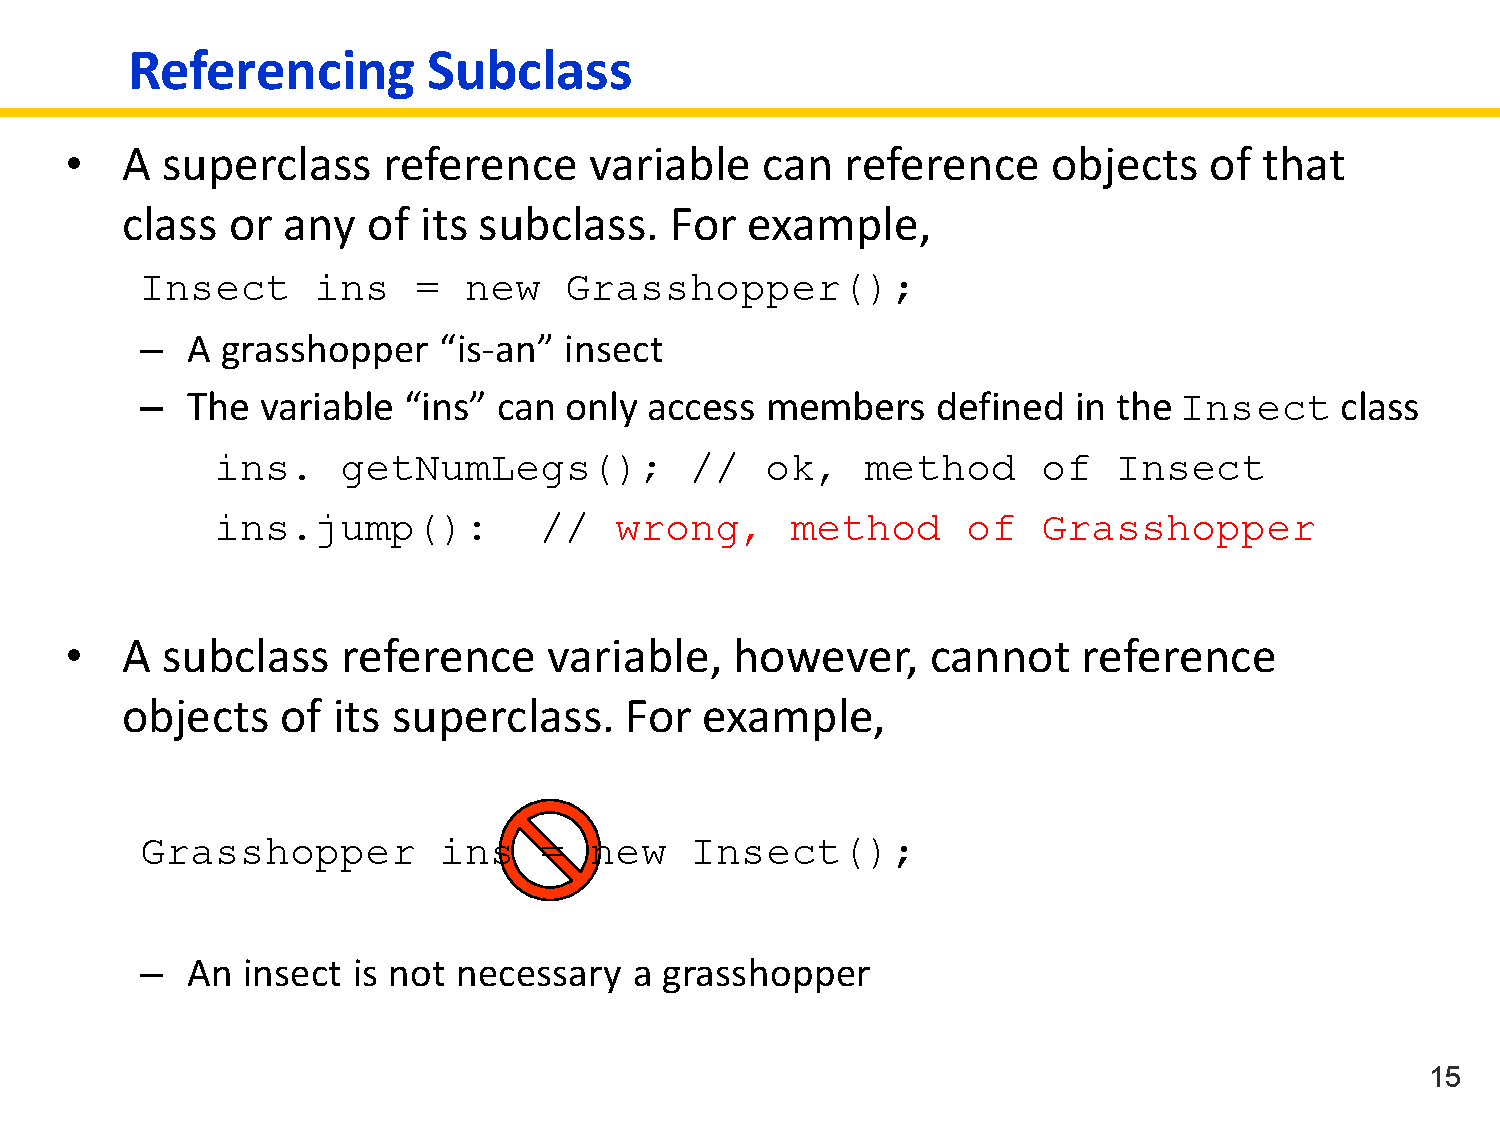 Referencing Subclass
• A superclass reference variable can reference objects of that
class or any of its subclass. For example,
Insect ins = new Grasshopper();
– A grasshopper “is-an” insect
– The variable “ins” can only access members defined in the Insect class
ins. getNumLegs(); // ok, method of Insect
ins.jump(): // wrong, method of Grasshopper
• A subclass reference variable, however, cannot reference
objects of its superclass. For example,
Grasshopper ins = new Insect();
– An insect is not necessary a grasshopper
15